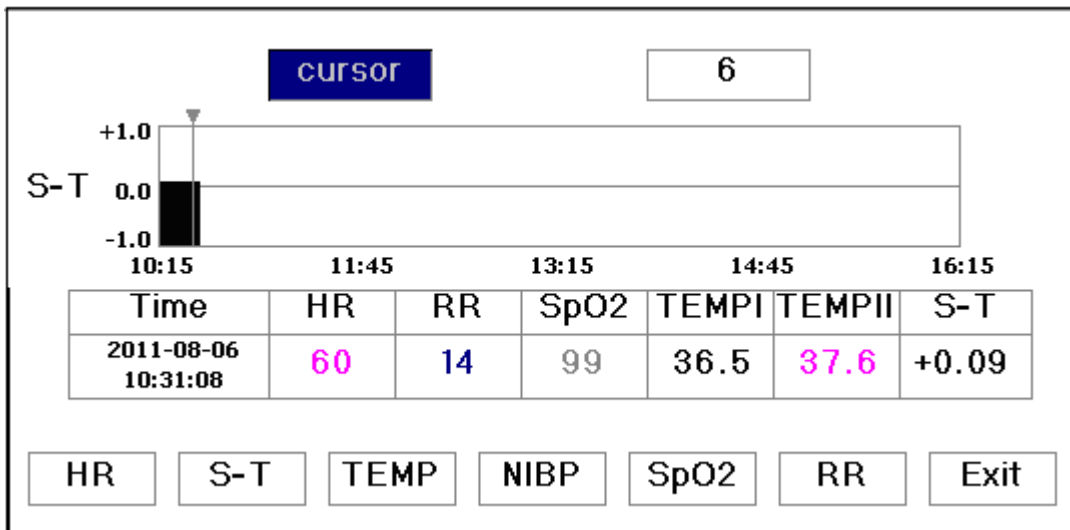 cursor 6
+1.0
S-T 0.0
-1.0
10:15 11:45 13:15 14:45 16:15
Time HR RR SpO2 TEMPI TEMPII S-T
2011-08-06
10:31:08 60 14 99 36.5 37.6 +0.09
HR S-T TEMP NIBP SpO2 RR Exit